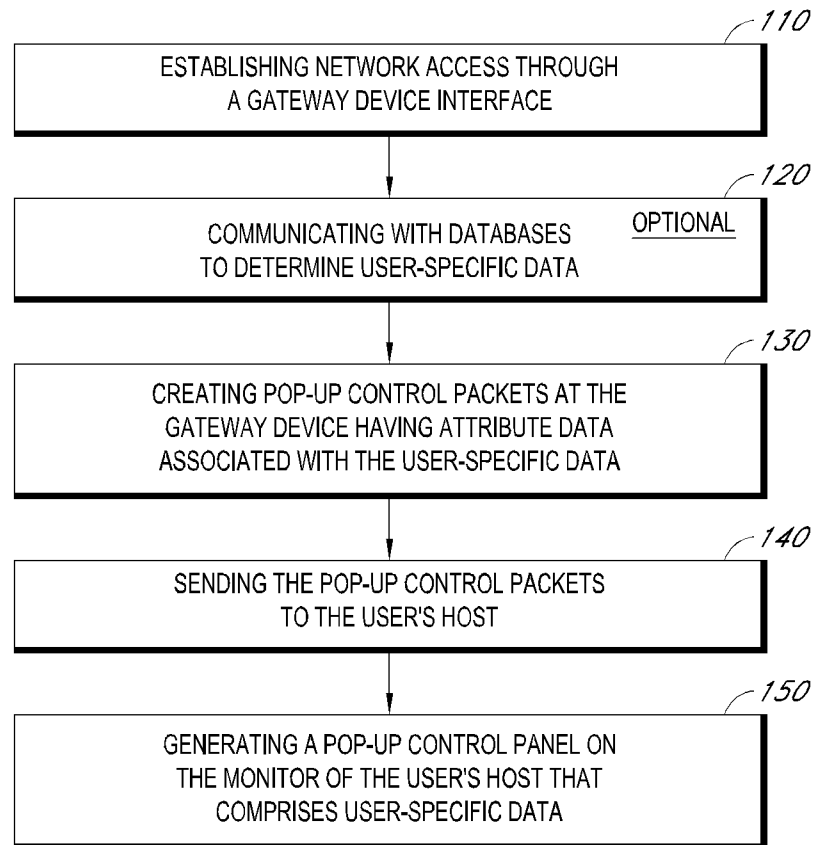 110
ESTABLISHING NETWORK ACCESS THROUGH
A GATEWAY DEVICE INTERFACE
120
OPTIONAL
COMMUNICATING WITH DATABASES
TO DETERMINE USER-SPECIFIC DATA
130
CREATING POP-UP CONTROL PACKETS AT THE
GATEWAY DEVICE HAVING ATTRIBUTE DATA
ASSOCIATED WITH THE USER-SPECIFIC DATA
140
SENDING THE POP-UP CONTROL PACKETS
TO THE USER'S HOST
150
GENERATING A POP-UP CONTROL PANEL ON
THE MONITOR OF THE USER'S HOST THAT
COMPRISES USER-SPECIFIC DATA